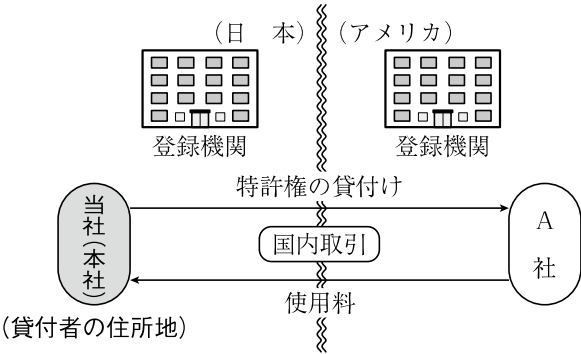 (日 本) (アメリカ)
登録機関 登録機関
特許権の貸付け
当社(本社)
国内取引
A社
使用料
(貸付者の住所地)